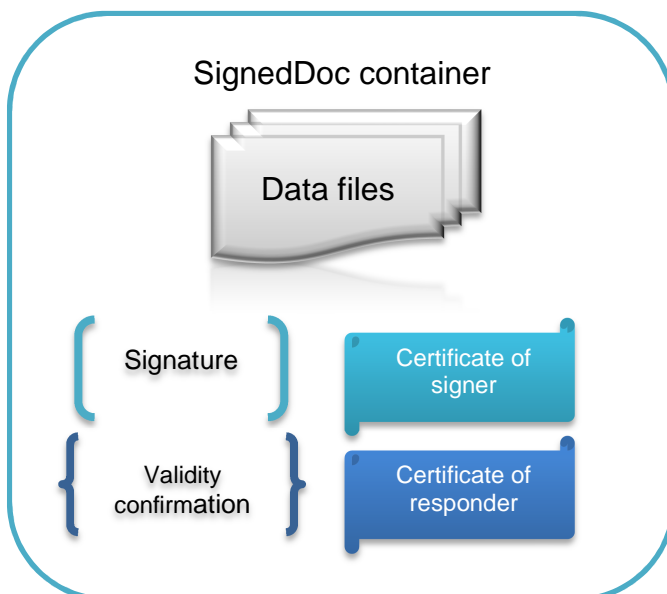 SignedDoc container
Data files
Signature
Certificate of
signer
Validity
confirmation
Certificate of
responder